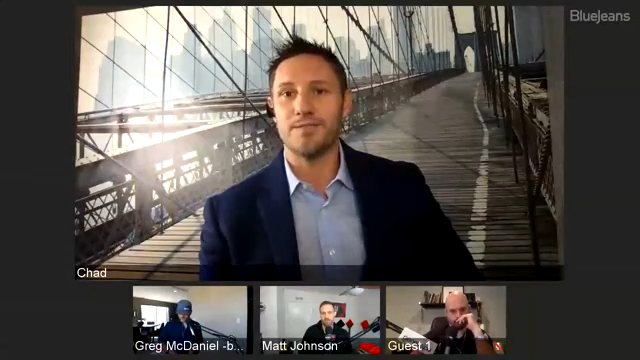 BlueJeans
Chad
Greg McDaniel -b...
Matt Johnson
Guest 1